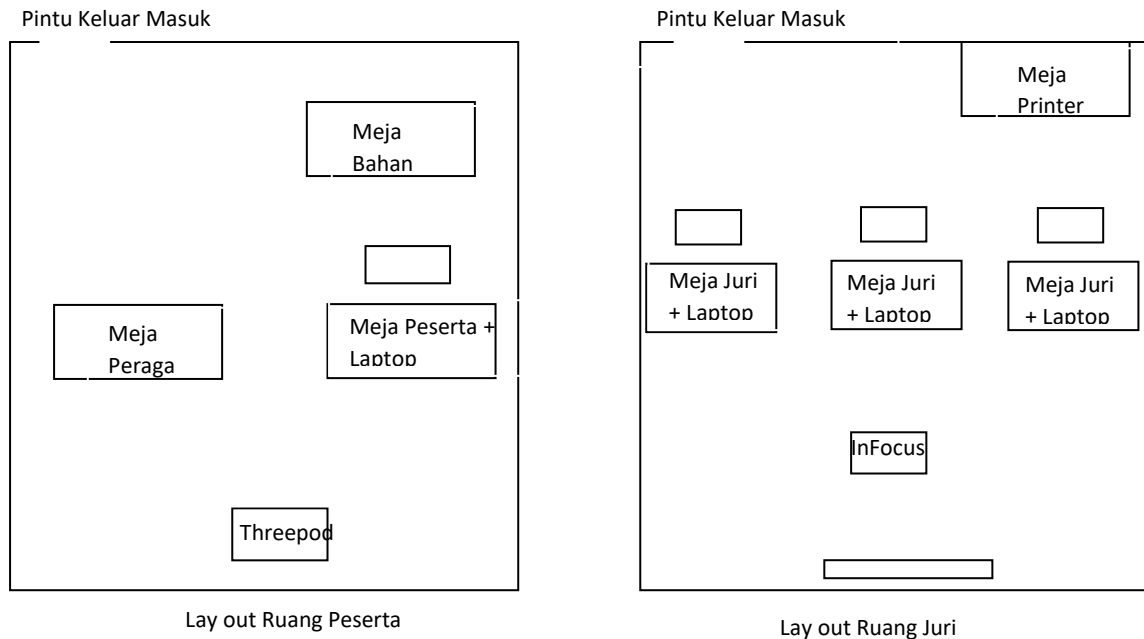 Pintu Keluar Masuk
Meja
Bahan
Meja
Peraga
Meja Peserta +
Laptop
Threepod
Lay out Ruang Peserta
Pintu Keluar Masuk
Meja
Printer
Meja Juri
+ Laptop
Meja Juri
+ Laptop
Meja Juri
+ Laptop
InFocus
Lay out Ruang Juri